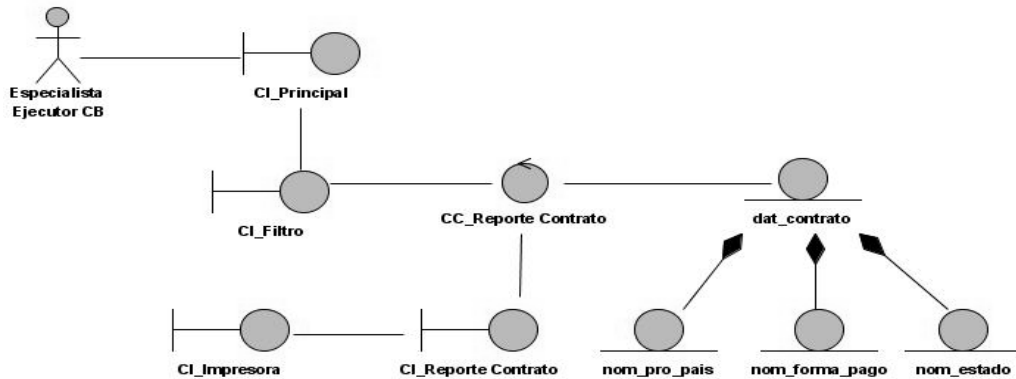 Especialista
Ejecutor CB
CI_Principal
CI_Filtro
CC_Reporte Contrato
dat_contrato
CI_Impresora
CI_Reporte Contrato
nom_pro_pais
nom_forma_pago
nom_estado